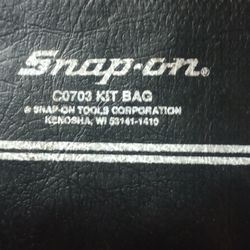 Snap-on®
C0703 KIT BAG
® SNAP-ON TOOLS CORPORATION
KENOSHA, WI 53141-1410